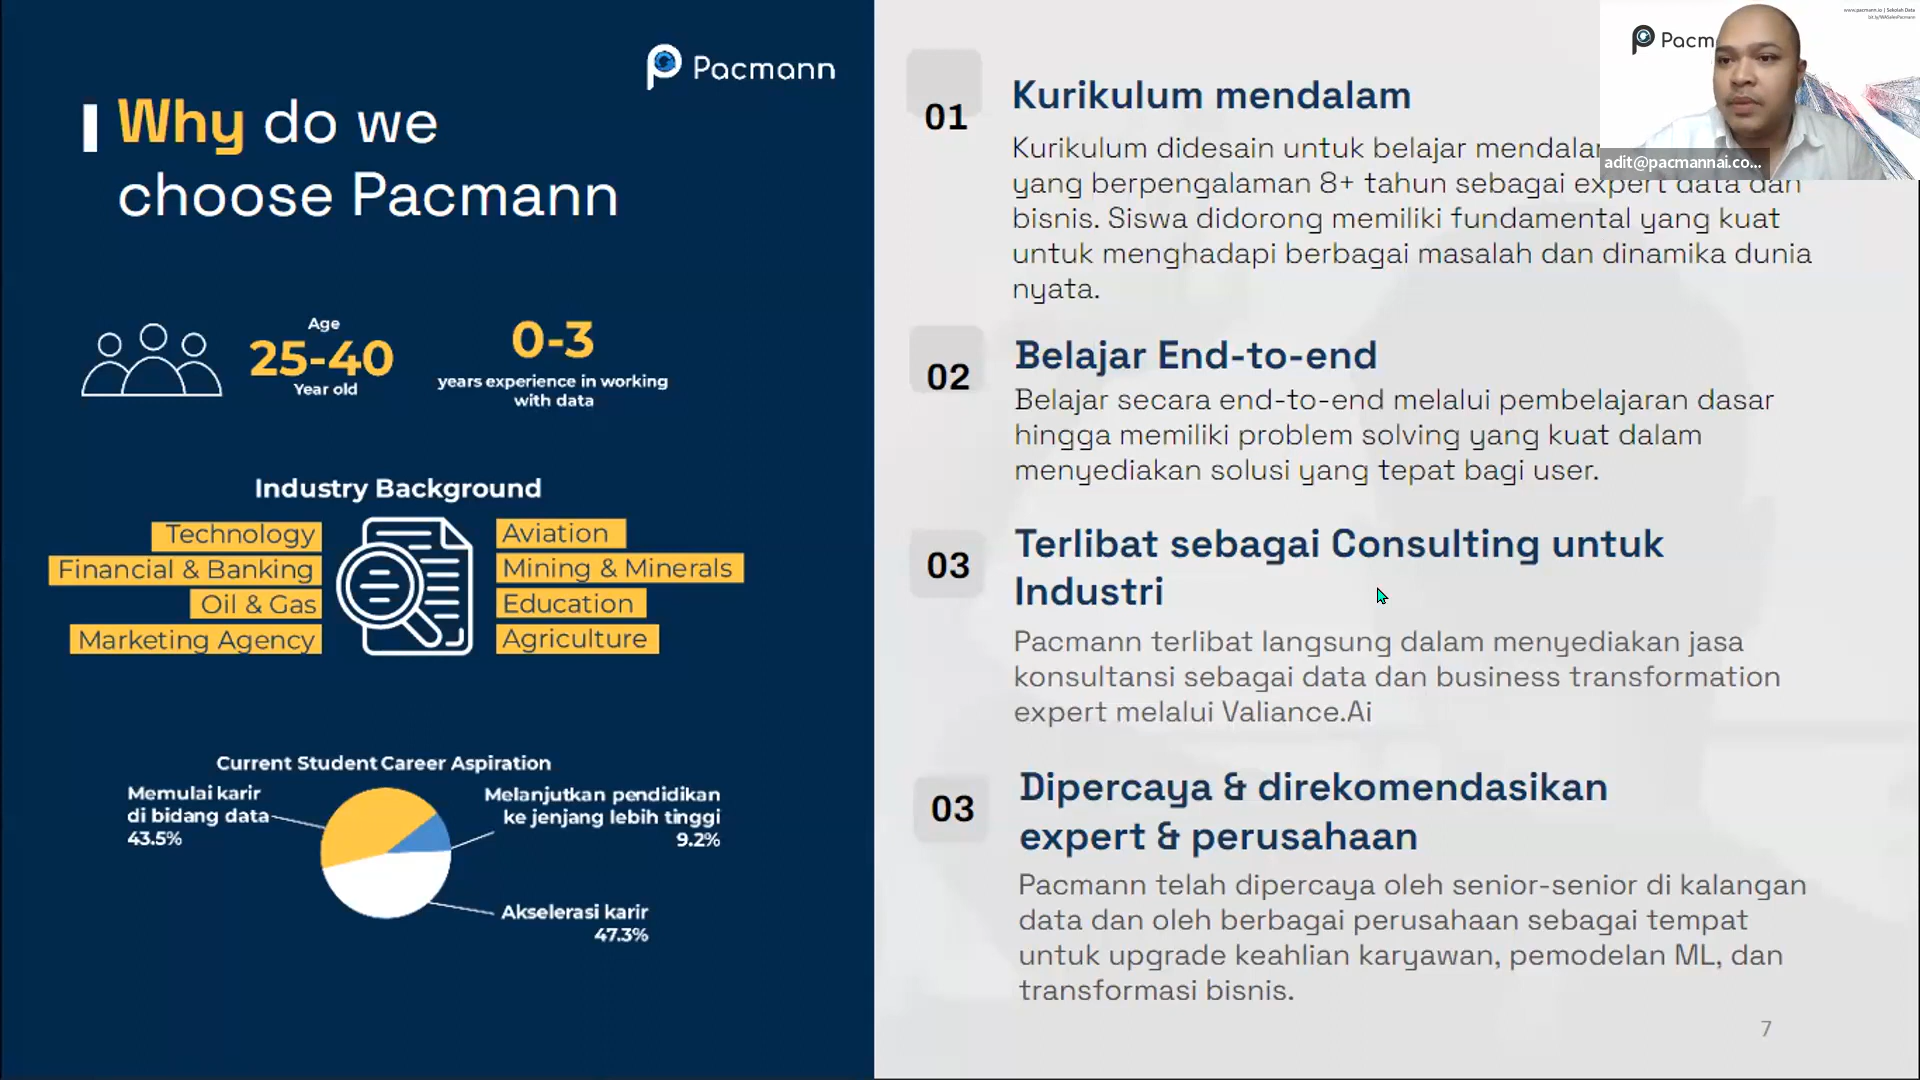 Pacmann
Why do we
choose Pacmann
Age
25-40
Year old
0-3
years experience in working
with data
Industry Background
Technology
Financial & Banking
Oil & Gas
Marketing Agency
Aviation
Mining & Minerals
Education
Agriculture
Current Student Career Aspiration
Memulai karir
di bidang data
43.5%
Melanjutkan pendidikan
ke jenjang lebih tinggi
9.2%
Akselerasi karir
47.3%
01
Kurikulum mendalam
Kurikulum didesain untuk belajar mendala
yang berpengalaman 8+ tahun sebagai expert data dan
bisnis. Siswa didorong memiliki fundamental yang kuat
untuk menghadapi berbagai masalah dan dinamika dunia
nyata.
02
Belajar End-to-end
Belajar secara end-to-end melalui pembelajaran dasar
hingga memiliki problem solving yang kuat dalam
menyediakan solusi yang tepat bagi user.
03
Terlibat sebagai Consulting untuk
Industri
Pacmann terlibat langsung dalam menyediakan jasa
konsultansi sebagai data dan business transformation
expert melalui Valiance.Ai
03
Dipercaya & direkomendasikan
expert & perusahaan
Pacmann telah dipercaya oleh senior-senior di kalangan
data dan oleh berbagai perusahaan sebagai tempat
untuk upgrade keahlian karyawan, pemodelan ML, dan
transformasi bisnis.
7
www.pacmann.io | Sekolah Data
Pacm
adit@pacmannai.co...